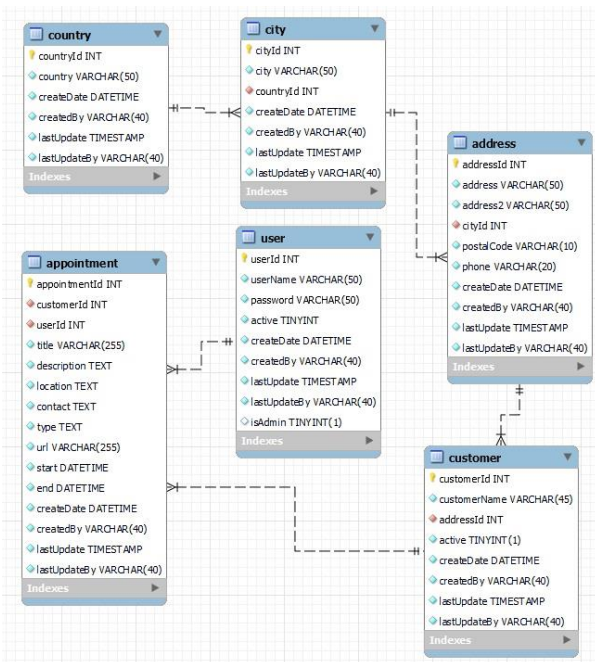 country
countryId INT
country VARCHAR(50)
createDate DATETIME
createdBy VARCHAR(40)
lastUpdate TIMESTAMP
lastUpdateBy VARCHAR(40)
Indexes
city
cityId INT
city VARCHAR(50)
countryId INT
createDate DATETIME
createdBy VARCHAR(40)
lastUpdate TIMESTAMP
lastUpdateBy VARCHAR(40)
Indexes
address
addressId INT
address VARCHAR(50)
address2 VARCHAR(50)
cityId INT
postalCode VARCHAR(10)
phone VARCHAR(20)
createDate DATETIME
createdBy VARCHAR(40)
lastUpdate TIMESTAMP
lastUpdateBy VARCHAR(40)
Indexes
appointment
appointmentId INT
customerId INT
userId INT
title VARCHAR(255)
description TEXT
location TEXT
contact TEXT
type TEXT
url VARCHAR(255)
start DATETIME
end DATETIME
createDate DATETIME
createdBy VARCHAR(40)
lastUpdate TIMESTAMP
lastUpdateBy VARCHAR(40)
Indexes
user
userId INT
userName VARCHAR(50)
password VARCHAR(50)
active TINYINT
createDate DATETIME
createdBy VARCHAR(40)
lastUpdate TIMESTAMP
lastUpdateBy VARCHAR(40)
isAdmin TINYINT(1)
Indexes
customer
customerId INT
customerName VARCHAR(45)
addressId INT
active TINYINT(1)
createDate DATETIME
createdBy VARCHAR(40)
lastUpdate TIMESTAMP
lastUpdateBy VARCHAR(40)
Indexes